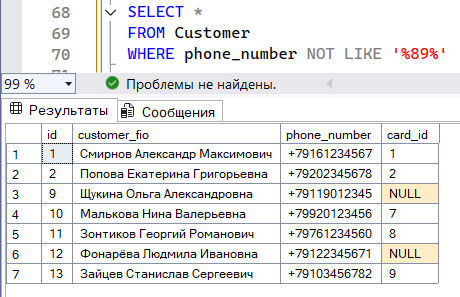 68 SELECT *
69 FROM Customer
70 WHERE phone_number NOT LIKE '%89%'
99 % Проблемы не найдены.
Результаты Сообщения
id customer_fio phone_number card_id
1 1 Смирнов Александр Максимович +79161234567 1
2 2 Попова Екатерина Григорьевна +79202345678 2
3 9 Щукина Ольга Александровна +79119012345 NULL
4 10 Малькова Нина Валерьевна +79920123456 7
5 11 Зонтиков Георгий Романович +79761234560 8
6 12 Фонарёва Людмила Ивановна +79122345671 NULL
7 13 Зайцев Станислав Сергеевич +79103456782 9